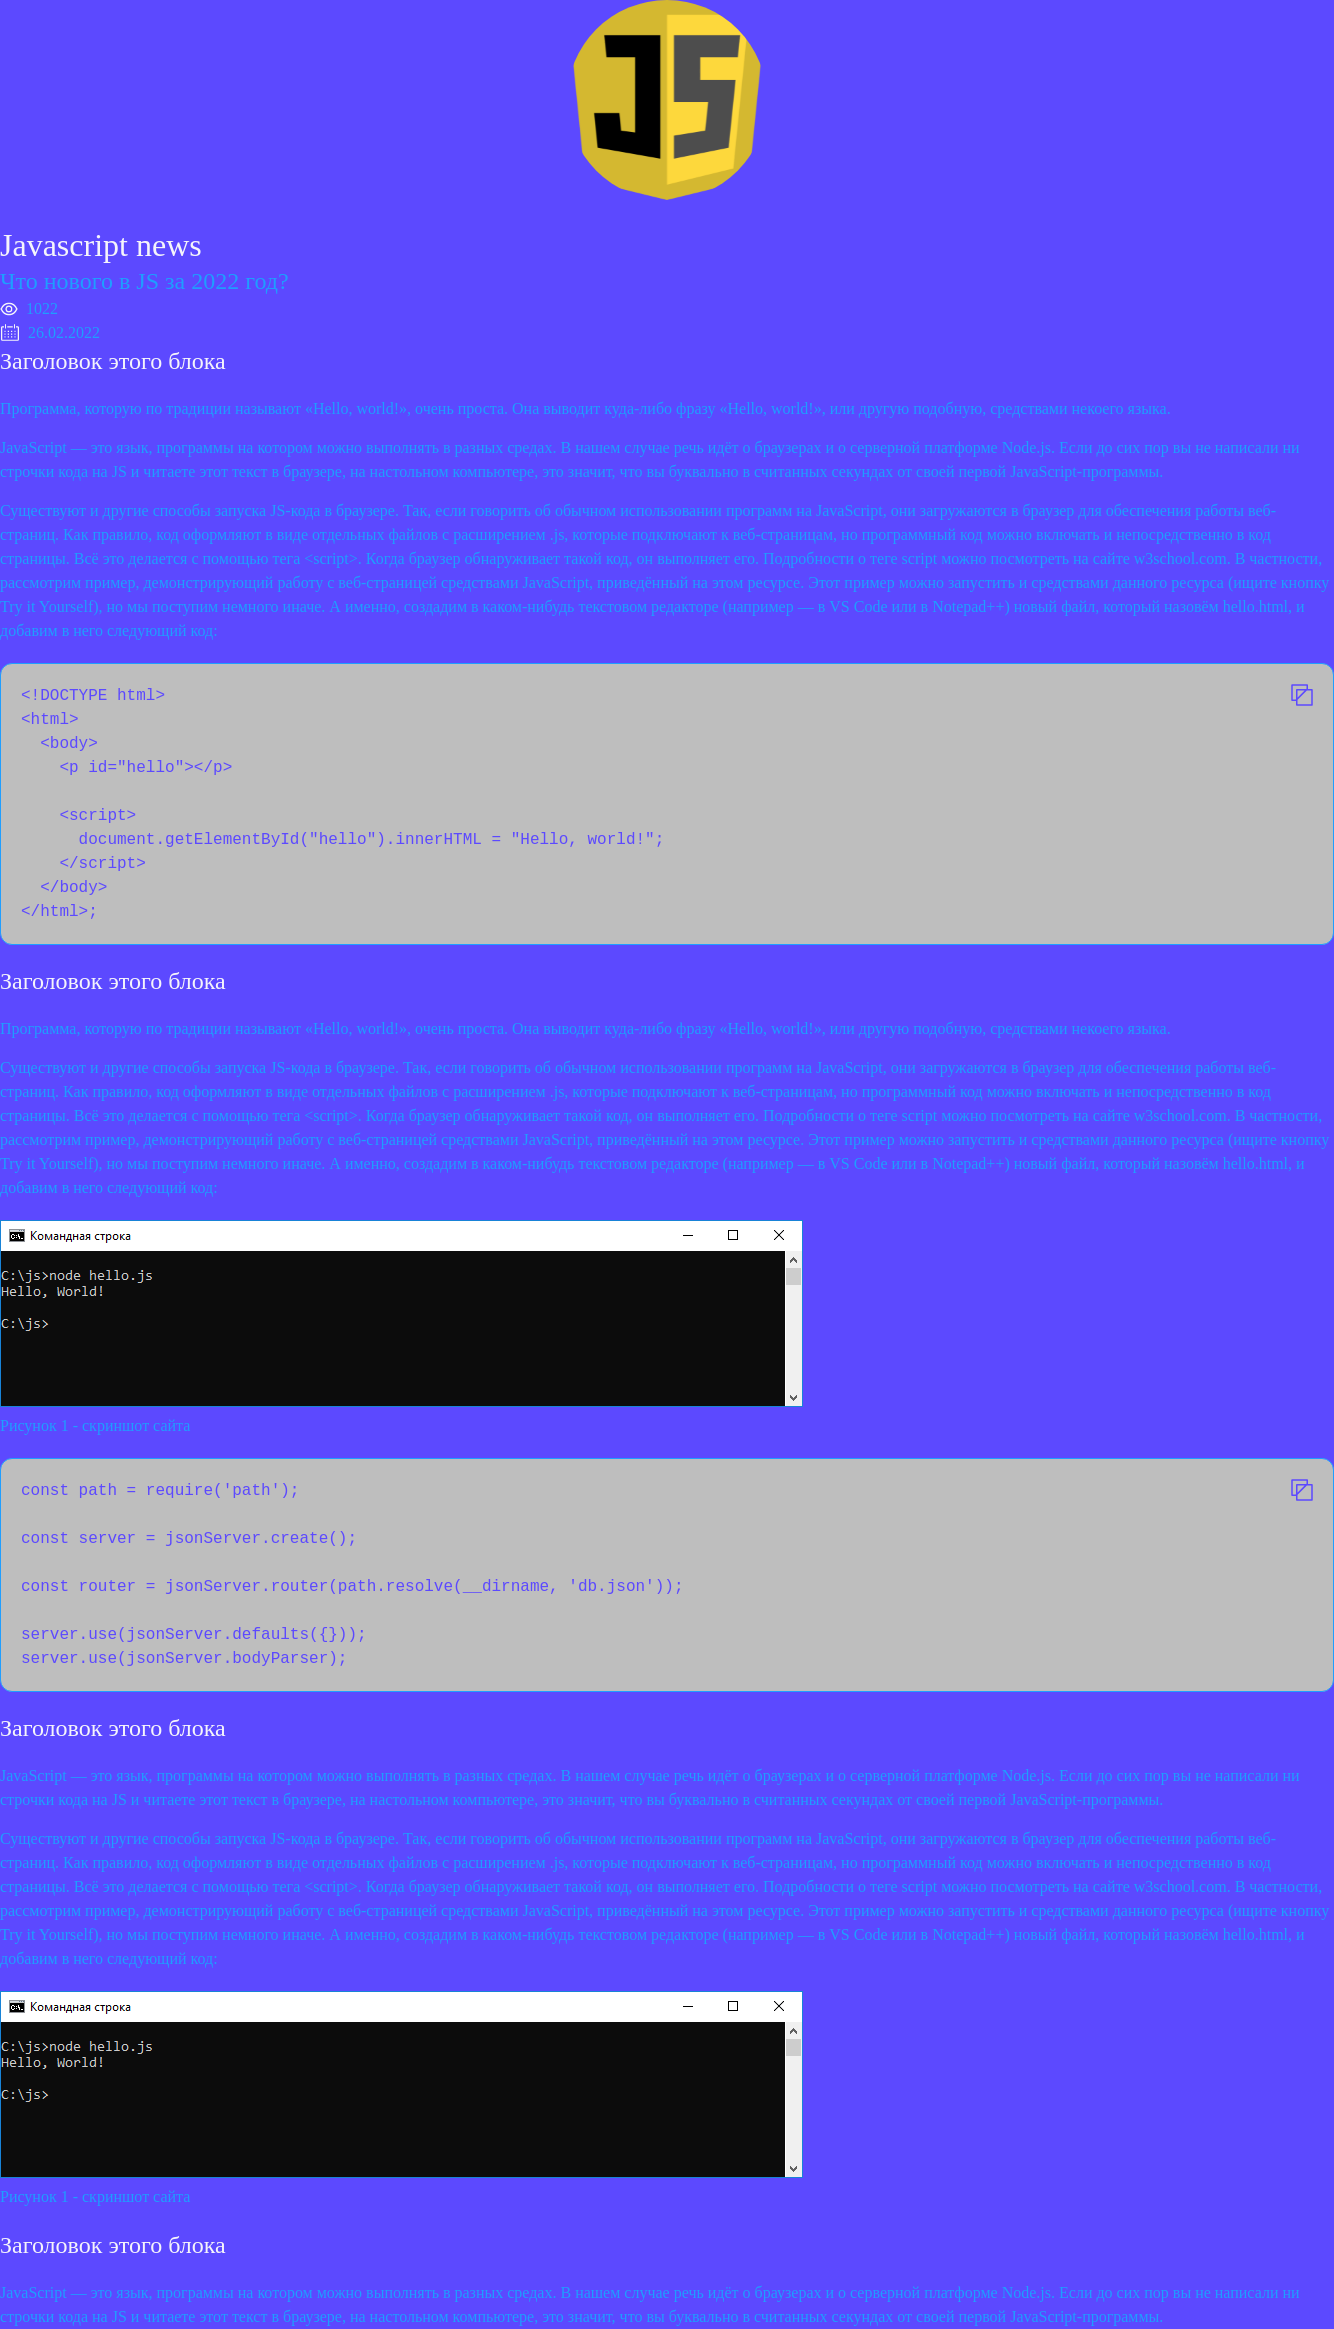 JS
Javascript news
Что нового в JS за 2022 год?
1022
26.02.2022
Заголовок этого блока
Программа, которую по традиции называют «Hello, world!», очень проста. Она выводит куда-либо фразу «Hello, world!», или другую подобную, средствами некоего языка.
JavaScript — это язык, программы на котором можно выполнять в разных средах. В нашем случае речь идёт о браузерах и о серверной платформе Node.js. Если до сих пор вы не написали ни
строчки кода на JS и читаете этот текст в браузере, на настольном компьютере, это значит, что вы буквально в считанных секундах от своей первой JavaScript-программы.
Существуют и другие способы запуска JS-кода в браузере. Так, если говорить об обычном использовании программ на JavaScript, они загружаются в браузер для обеспечения работы веб-
страниц. Как правило, код оформляют в виде отдельных файлов с расширением .js, которые подключают к веб-страницам, но программный код можно включать и непосредственно в код
страницы. Всё это делается с помощью тега <script>. Когда браузер обнаруживает такой код, он выполняет его. Подробности о теге script можно посмотреть на сайте w3school.com. В частности,
рассмотрим пример, демонстрирующий работу с веб-страницей средствами JavaScript, приведённый на этом ресурсе. Этот пример можно запустить и средствами данного ресурса (ищите кнопку
Try it Yourself), но мы поступим немного иначе. А именно, создадим в каком-нибудь текстовом редакторе (например — в VS Code или в Notepad++) новый файл, который назовём hello.html, и
добавим в него следующий код:
<!DOCTYPE html>
<html>
  <body>
    <p id="hello"></p>

    <script>
      document.getElementById("hello").innerHTML = "Hello, world!";
    </script>
  </body>
</html>;
Заголовок этого блока
Программа, которую по традиции называют «Hello, world!», очень проста. Она выводит куда-либо фразу «Hello, world!», или другую подобную, средствами некоего языка.
Существуют и другие способы запуска JS-кода в браузере. Так, если говорить об обычном использовании программ на JavaScript, они загружаются в браузер для обеспечения работы веб-
страниц. Как правило, код оформляют в виде отдельных файлов с расширением .js, которые подключают к веб-страницам, но программный код можно включать и непосредственно в код
страницы. Всё это делается с помощью тега <script>. Когда браузер обнаруживает такой код, он выполняет его. Подробности о теге script можно посмотреть на сайте w3school.com. В частности,
рассмотрим пример, демонстрирующий работу с веб-страницей средствами JavaScript, приведённый на этом ресурсе. Этот пример можно запустить и средствами данного ресурса (ищите кнопку
Try it Yourself), но мы поступим немного иначе. А именно, создадим в каком-нибудь текстовом редакторе (например — в VS Code или в Notepad++) новый файл, который назовём hello.html, и
добавим в него следующий код:
Командная строка
C:\js>node hello.js
Hello, World!
C:\js>
Рисунок 1 - скриншот сайта
const path = require('path');

const server = jsonServer.create();

const router = jsonServer.router(path.resolve(__dirname, 'db.json'));

server.use(jsonServer.defaults({}));
server.use(jsonServer.bodyParser);
Заголовок этого блока
JavaScript — это язык, программы на котором можно выполнять в разных средах. В нашем случае речь идёт о браузерах и о серверной платформе Node.js. Если до сих пор вы не написали ни
строчки кода на JS и читаете этот текст в браузере, на настольном компьютере, это значит, что вы буквально в считанных секундах от своей первой JavaScript-программы.
Существуют и другие способы запуска JS-кода в браузере. Так, если говорить об обычном использовании программ на JavaScript, они загружаются в браузер для обеспечения работы веб-
страниц. Как правило, код оформляют в виде отдельных файлов с расширением .js, которые подключают к веб-страницам, но программный код можно включать и непосредственно в код
страницы. Всё это делается с помощью тега <script>. Когда браузер обнаруживает такой код, он выполняет его. Подробности о теге script можно посмотреть на сайте w3school.com. В частности,
рассмотрим пример, демонстрирующий работу с веб-страницей средствами JavaScript, приведённый на этом ресурсе. Этот пример можно запустить и средствами данного ресурса (ищите кнопку
Try it Yourself), но мы поступим немного иначе. А именно, создадим в каком-нибудь текстовом редакторе (например — в VS Code или в Notepad++) новый файл, который назовём hello.html, и
добавим в него следующий код:
Командная строка
C:\js>node hello.js
Hello, World!
C:\js>
Рисунок 1 - скриншот сайта
Заголовок этого блока
JavaScript — это язык, программы на котором можно выполнять в разных средах. В нашем случае речь идёт о браузерах и о серверной платформе Node.js. Если до сих пор вы не написали ни
строчки кода на JS и читаете этот текст в браузере, на настольном компьютере, это значит, что вы буквально в считанных секундах от своей первой JavaScript-программы.